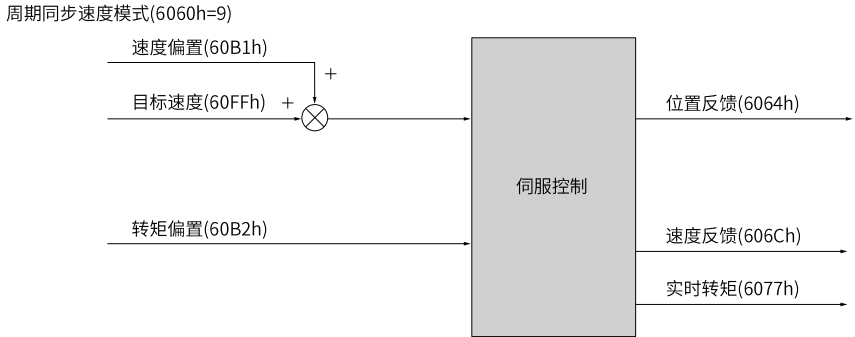 周期同步速度模式(6060h=9)
速度偏置(60B1h)
+
目标速度(60FFh)
+
位置反馈(6064h)
伺服控制
转矩偏置(60B2h)
速度反馈(606Ch)
实时转矩(6077h)